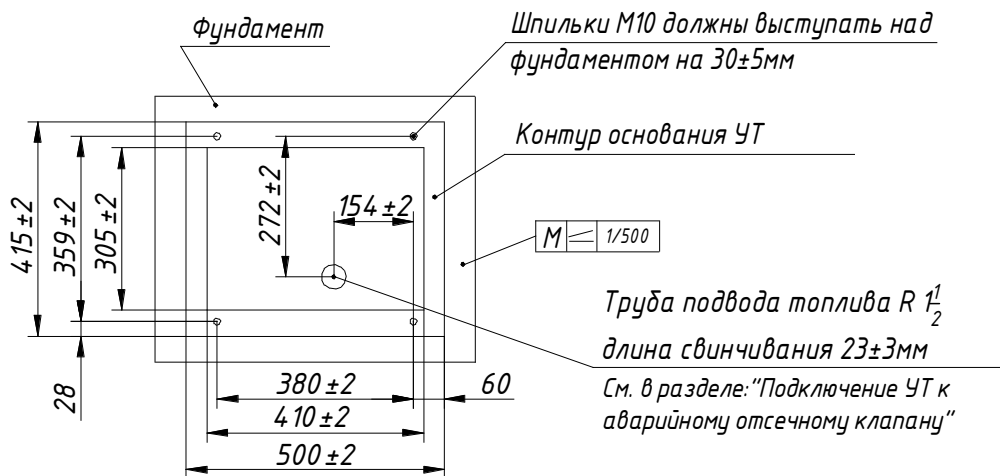 Фундамент
Шпильки М10 должны выступать над
фундаментом на 30±5мм
Контур основания УТ
415±2
359±2
305±2
272±2
154±2
М 1/500
Труба подвода топлива R 1 1/2
длина свинчивания 23±3мм
См. в разделе:"Подключение УТ к
аварийному отсечному клапану"
28
380±2
60
410±2
500±2